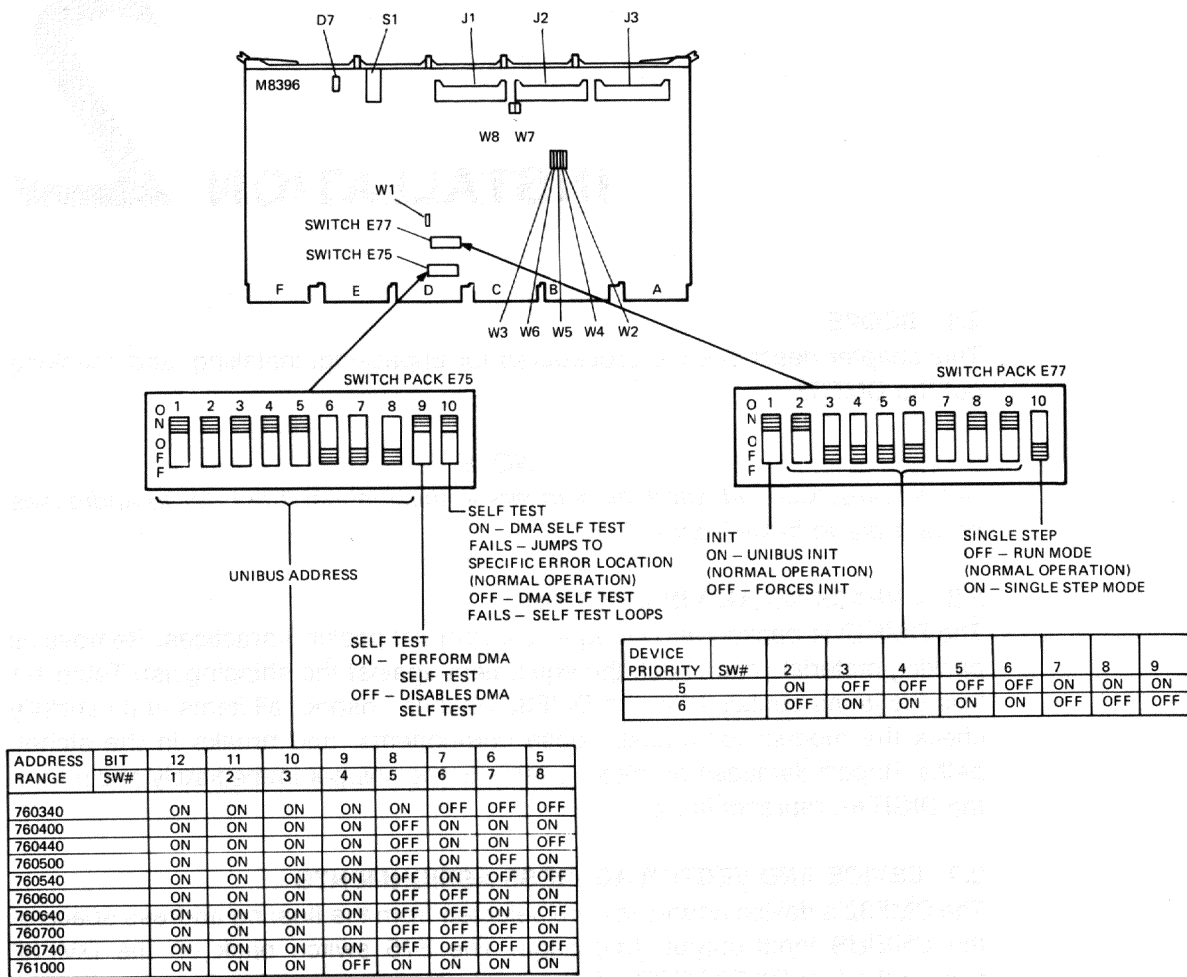 D7 S1 J1 J2 J3
M8396
W8 W7
W1
SWITCH E77
SWITCH E75
F E D C B A
W3 W6 W5 W4 W2
SWITCH PACK E75
ON OFF
1 2 3 4 5 6 7 8 9 10
SWITCH PACK E77
ON OFF
1 2 3 4 5 6 7 8 9 10
UNIBUS ADDRESS
SELF TEST
ON – DMA SELF TEST
FAILS – JUMPS TO
SPECIFIC ERROR LOCATION
(NORMAL OPERATION)
OFF – DMA SELF TEST
FAILS – SELF TEST LOOPS
SELF TEST
ON – PERFORM DMA
SELF TEST
OFF – DISABLES DMA
SELF TEST
INIT
ON – UNIBUS INIT
(NORMAL OPERATION)
OFF – FORCES INIT
SINGLE STEP
OFF – RUN MODE
(NORMAL OPERATION)
ON – SINGLE STEP MODE
DEVICE
PRIORITY SW# 2 3 4 5 6 7 8 9
5 ON OFF OFF OFF OFF ON ON ON
6 OFF ON ON ON ON OFF OFF OFF
ADDRESS BIT 12 11 10 9 8 7 6 5
RANGE SW# 1 2 3 4 5 6 7 8
760340 ON ON ON ON ON OFF OFF OFF
760400 ON ON ON ON OFF ON ON ON
760440 ON ON ON ON OFF ON ON OFF
760500 ON ON ON ON OFF ON OFF ON
760540 ON ON ON ON OFF ON OFF OFF
760600 ON ON ON ON OFF OFF ON ON
760640 ON ON ON ON OFF OFF ON OFF
760700 ON ON ON ON OFF OFF OFF ON
760740 ON ON ON ON OFF OFF OFF OFF
761000 ON ON ON OFF ON ON ON ON